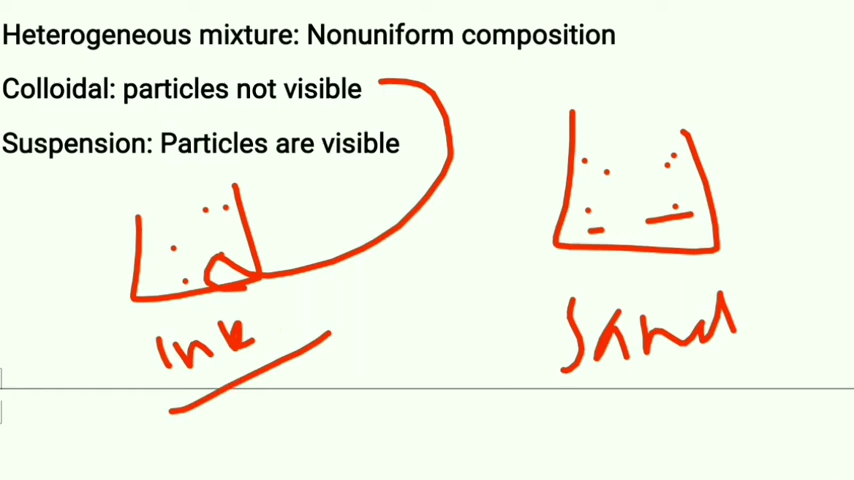 Heterogeneous mixture: Nonuniform composition
Colloidal: particles not visible
Suspension: Particles are visible
Ink
Sand